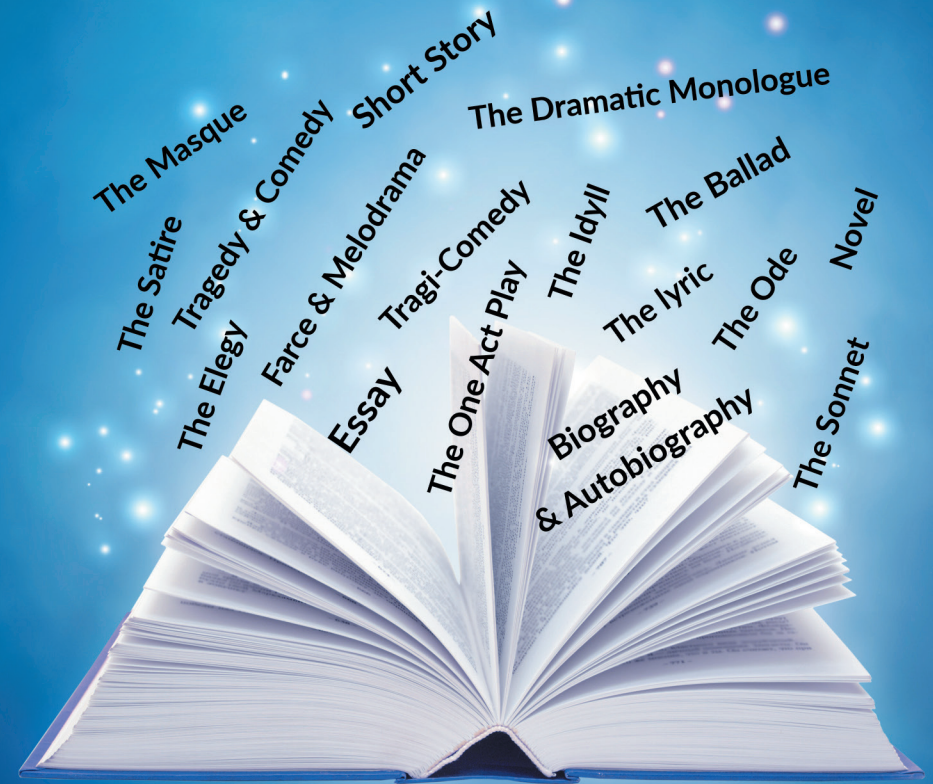 Short Story
The Dramatic Monologue
The Masque
Tragedy & Comedy
Farce & Melodrama
The Ballad
The Satire
Tragi-Comedy
The Idyll
Novel
The lyric
The Ode
The Elegy
Essay
The One Act Play
Biography
& Autobiography
The Sonnet